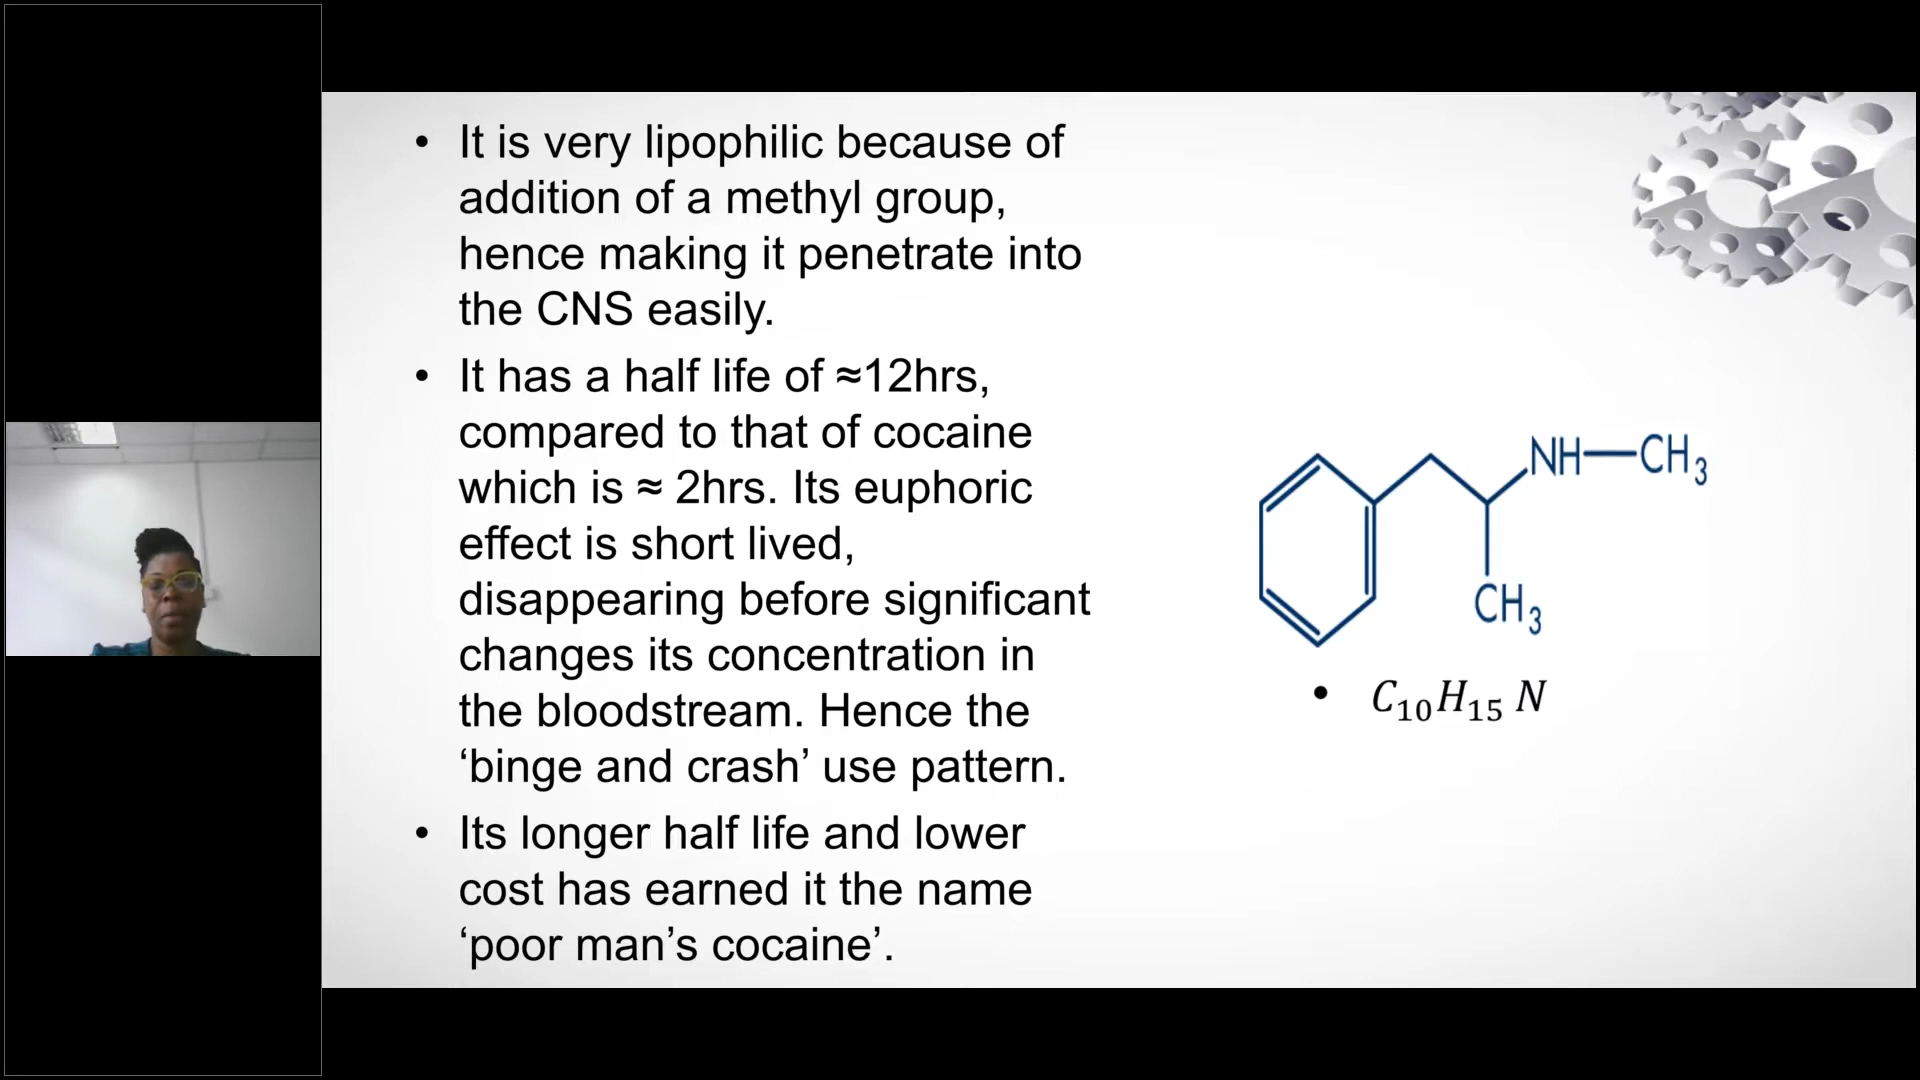 • It is very lipophilic because of
addition of a methyl group,
hence making it penetrate into
the CNS easily.
• It has a half life of ≈12hrs,
compared to that of cocaine
which is ≈ 2hrs. Its euphoric
effect is short lived,
disappearing before significant
changes its concentration in
the bloodstream. Hence the
‘binge and crash’ use pattern.
• Its longer half life and lower
cost has earned it the name
‘poor man’s cocaine’.
NH—CH₃
CH₃
• C₁₀H₁₅ N